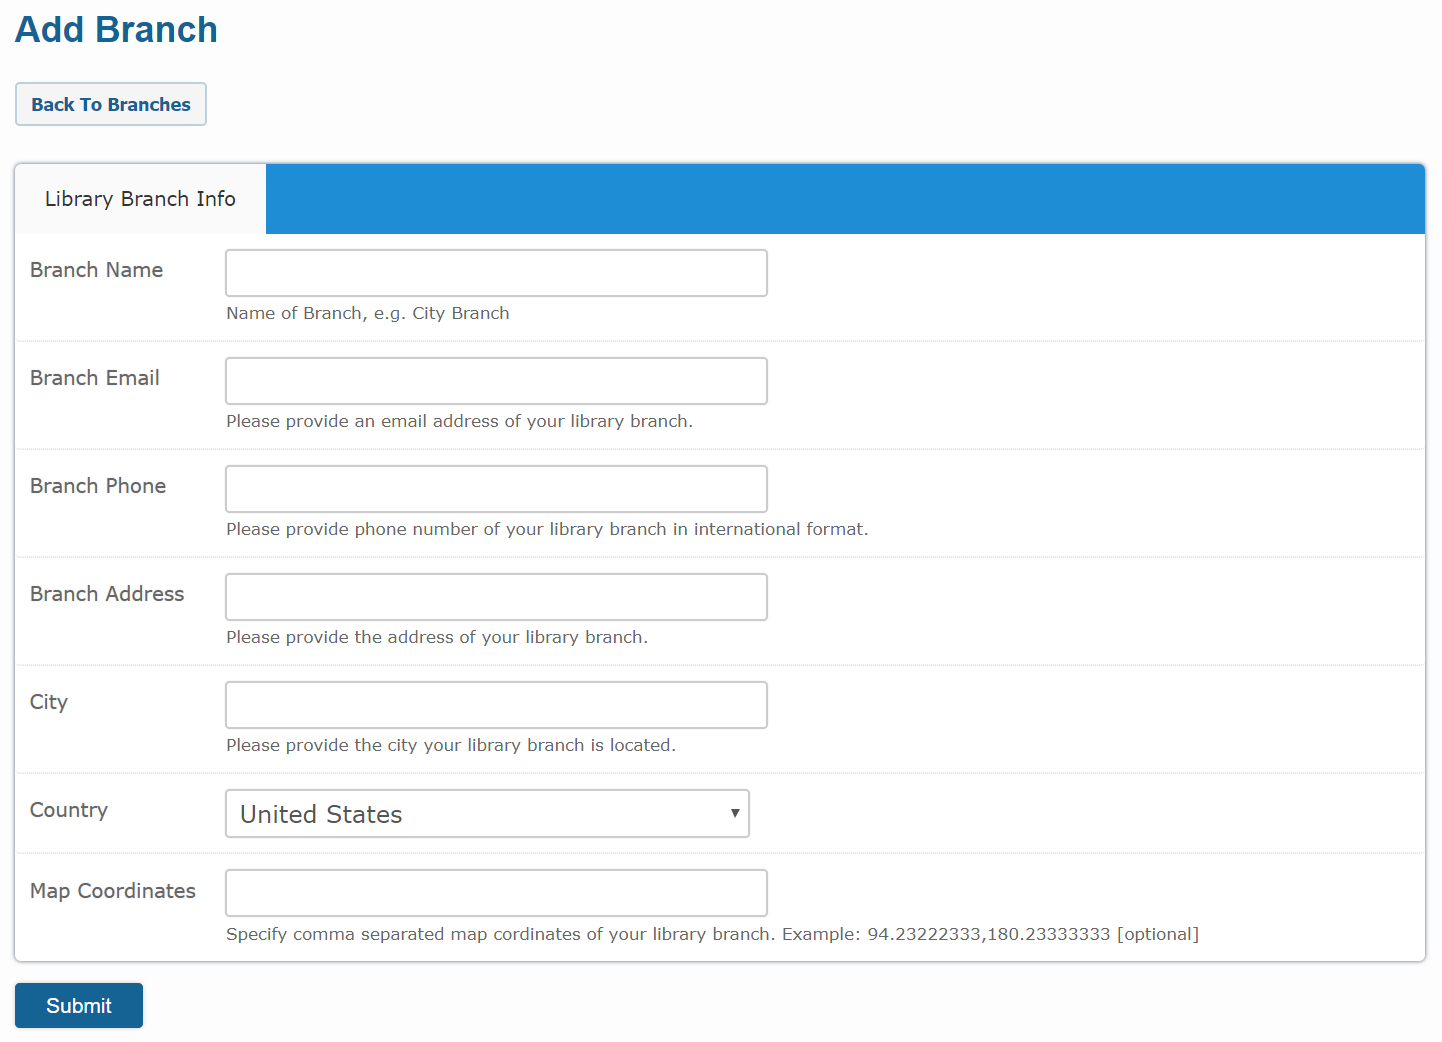 Add Branch
Back To Branches
Library Branch Info
Branch Name
Name of Branch, e.g. City Branch
Branch Email
Please provide an email address of your library branch.
Branch Phone
Please provide phone number of your library branch in international format.
Branch Address
Please provide the address of your library branch.
City
Please provide the city your library branch is located.
Country
United States
Map Coordinates
Specify comma separated map cordinates of your library branch. Example: 94.23222333,180.23333333 [optional]
Submit